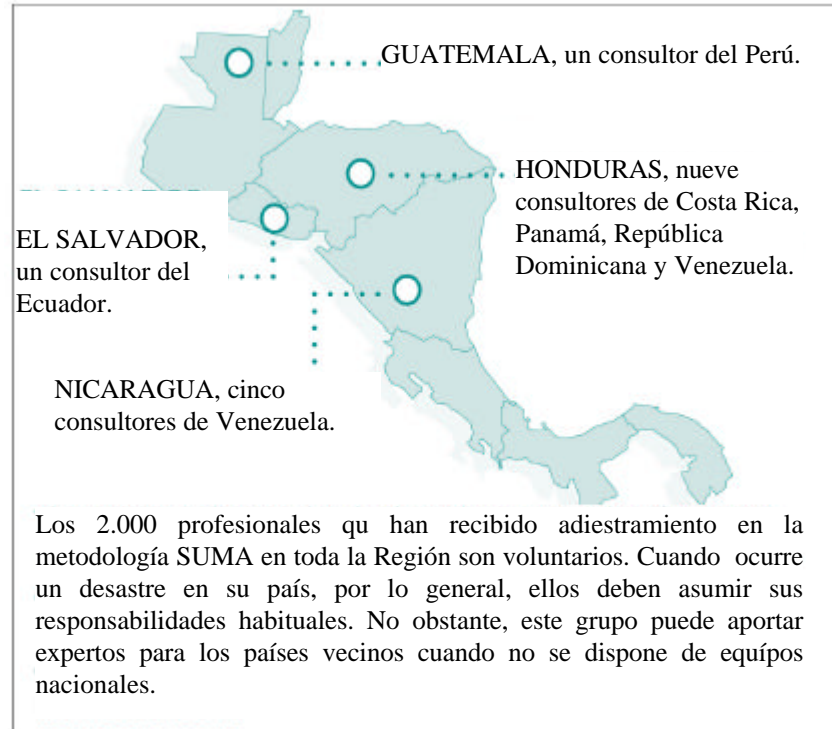 GUATEMALA, un consultor del Perú.
HONDURAS, nueve
consultores de Costa Rica,
Panamá, República
Dominicana y Venezuela.
EL SALVADOR,
un consultor del
Ecuador.
NICARAGUA, cinco
consultores de Venezuela.
Los 2.000 profesionales qu han recibido adiestramiento en la
metodología SUMA en toda la Región son voluntarios. Cuando ocurre
un desastre en su país, por lo general, ellos deben asumir sus
responsabilidades habituales. No obstante, este grupo puede aportar
expertos para los países vecinos cuando no se dispone de equípos
nacionales.